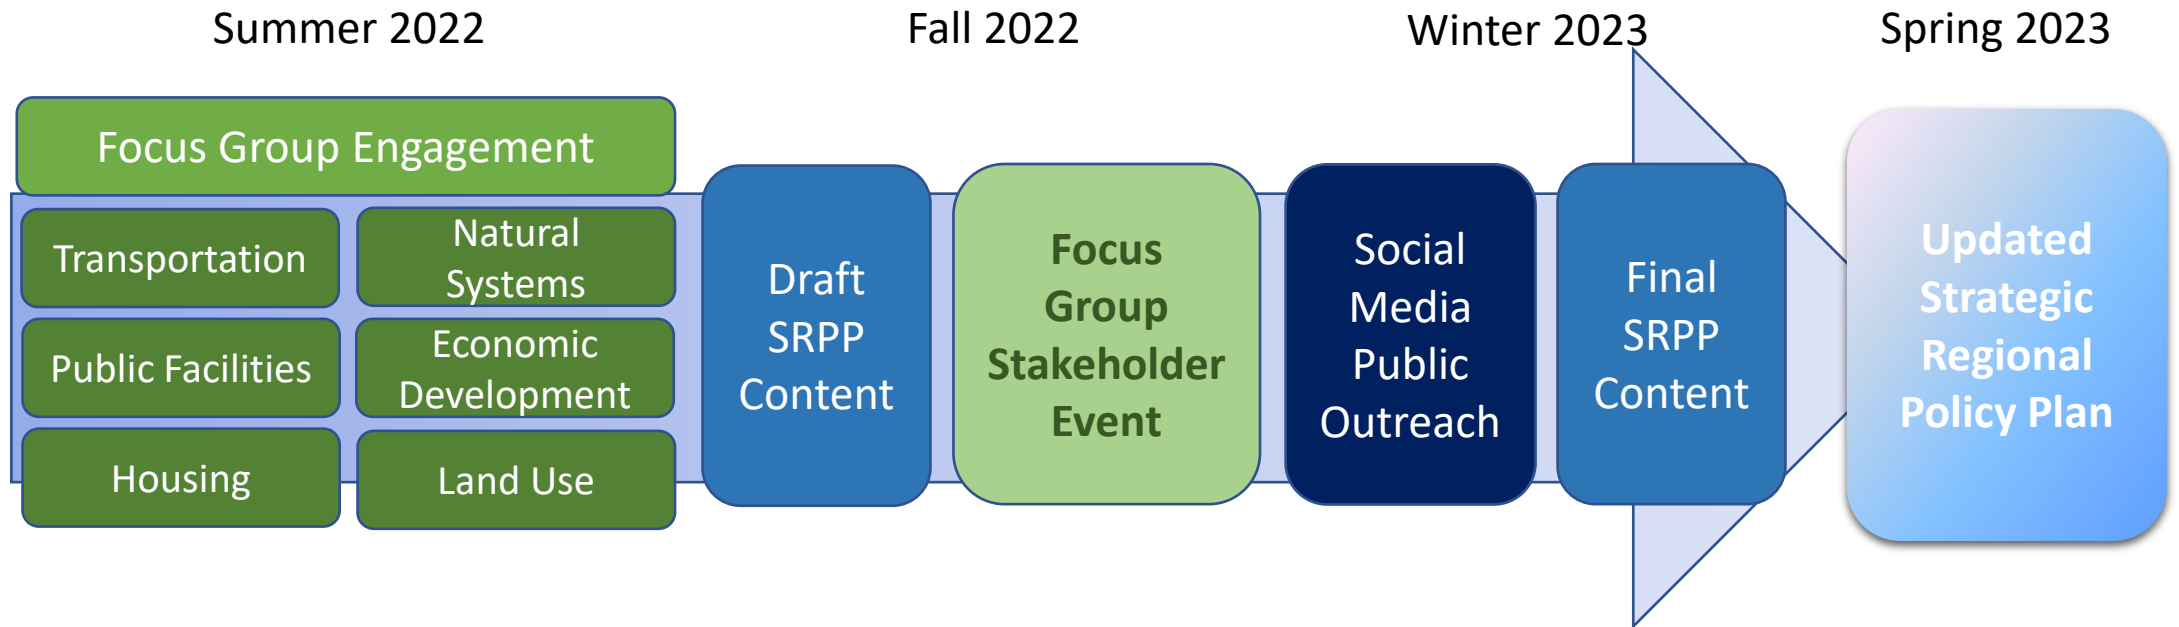 Summer 2022
Fall 2022
Winter 2023
Spring 2023
Focus Group Engagement
Transportation
Natural
Systems
Public Facilities
Economic
Development
Housing
Land Use
Draft
SRPP
Content
Focus
Group
Stakeholder
Event
Social
Media
Public
Outreach
Final
SRPP
Content
Updated
Strategic
Regional
Policy Plan